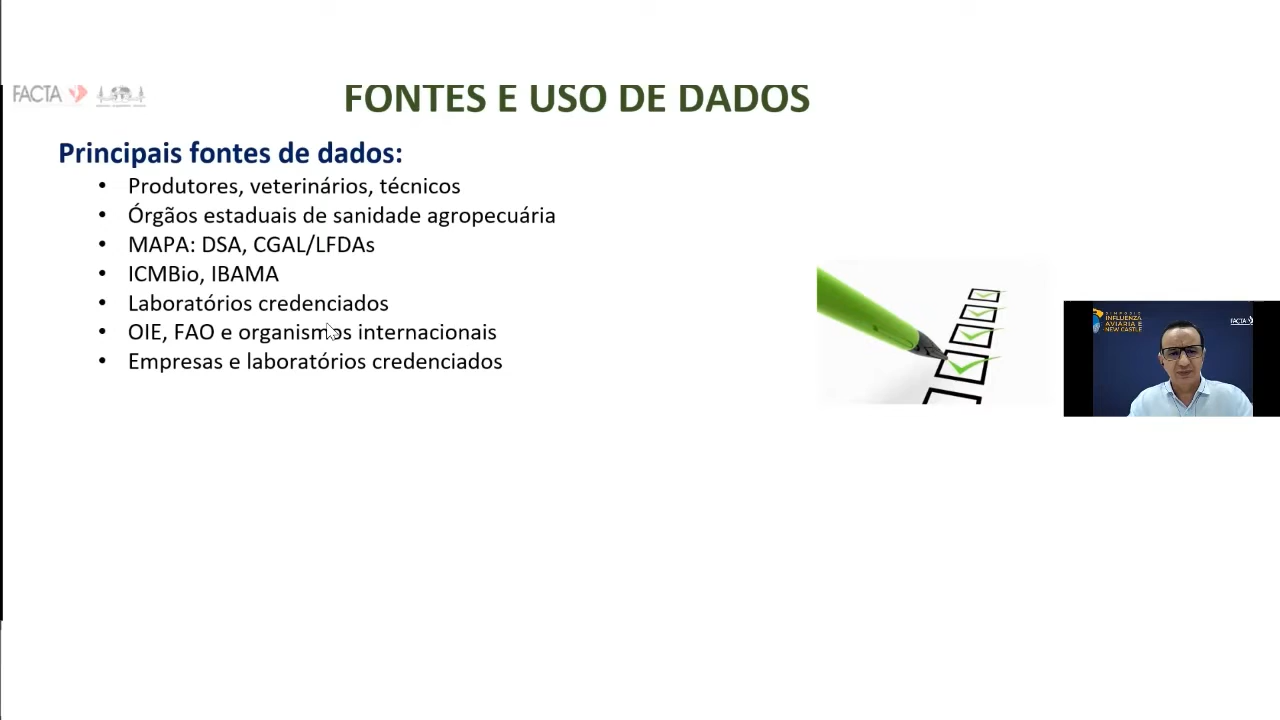 FACTA
FONTES E USO DE DADOS
Principais fontes de dados:
• Produtores, veterinários, técnicos
• Órgãos estaduais de sanidade agropecuária
• MAPA: DSA, CGAL/LFDAs
• ICMBio, IBAMA
• Laboratórios credenciados
• OIE, FAO e organismos internacionais
• Empresas e laboratórios credenciados
SIMPÓSIO
INFLUENZA
AVIÁRIA E
NEW CASTLE
FACTA